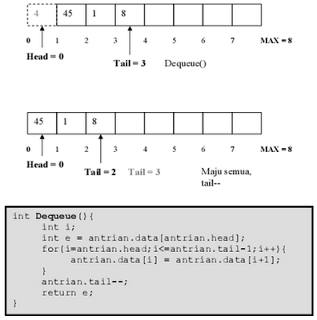 4 45 1 8
0 1 2 3 4 5 6 7 MAX = 8
Head = 0
Tail = 3 Dequeue()
45 1 8
0 1 2 3 4 5 6 7 MAX = 8
Head = 0
Tail = 2 Tail = 3 Maju semua,
tail--
int Dequeue(){
int i;
int e = antrian.data[antrian.head];
for(i=antrian.head;i<=antrian.tail-1;i++){
antrian.data[i] = antrian.data[i+1];
}
antrian.tail--;
return e;
}